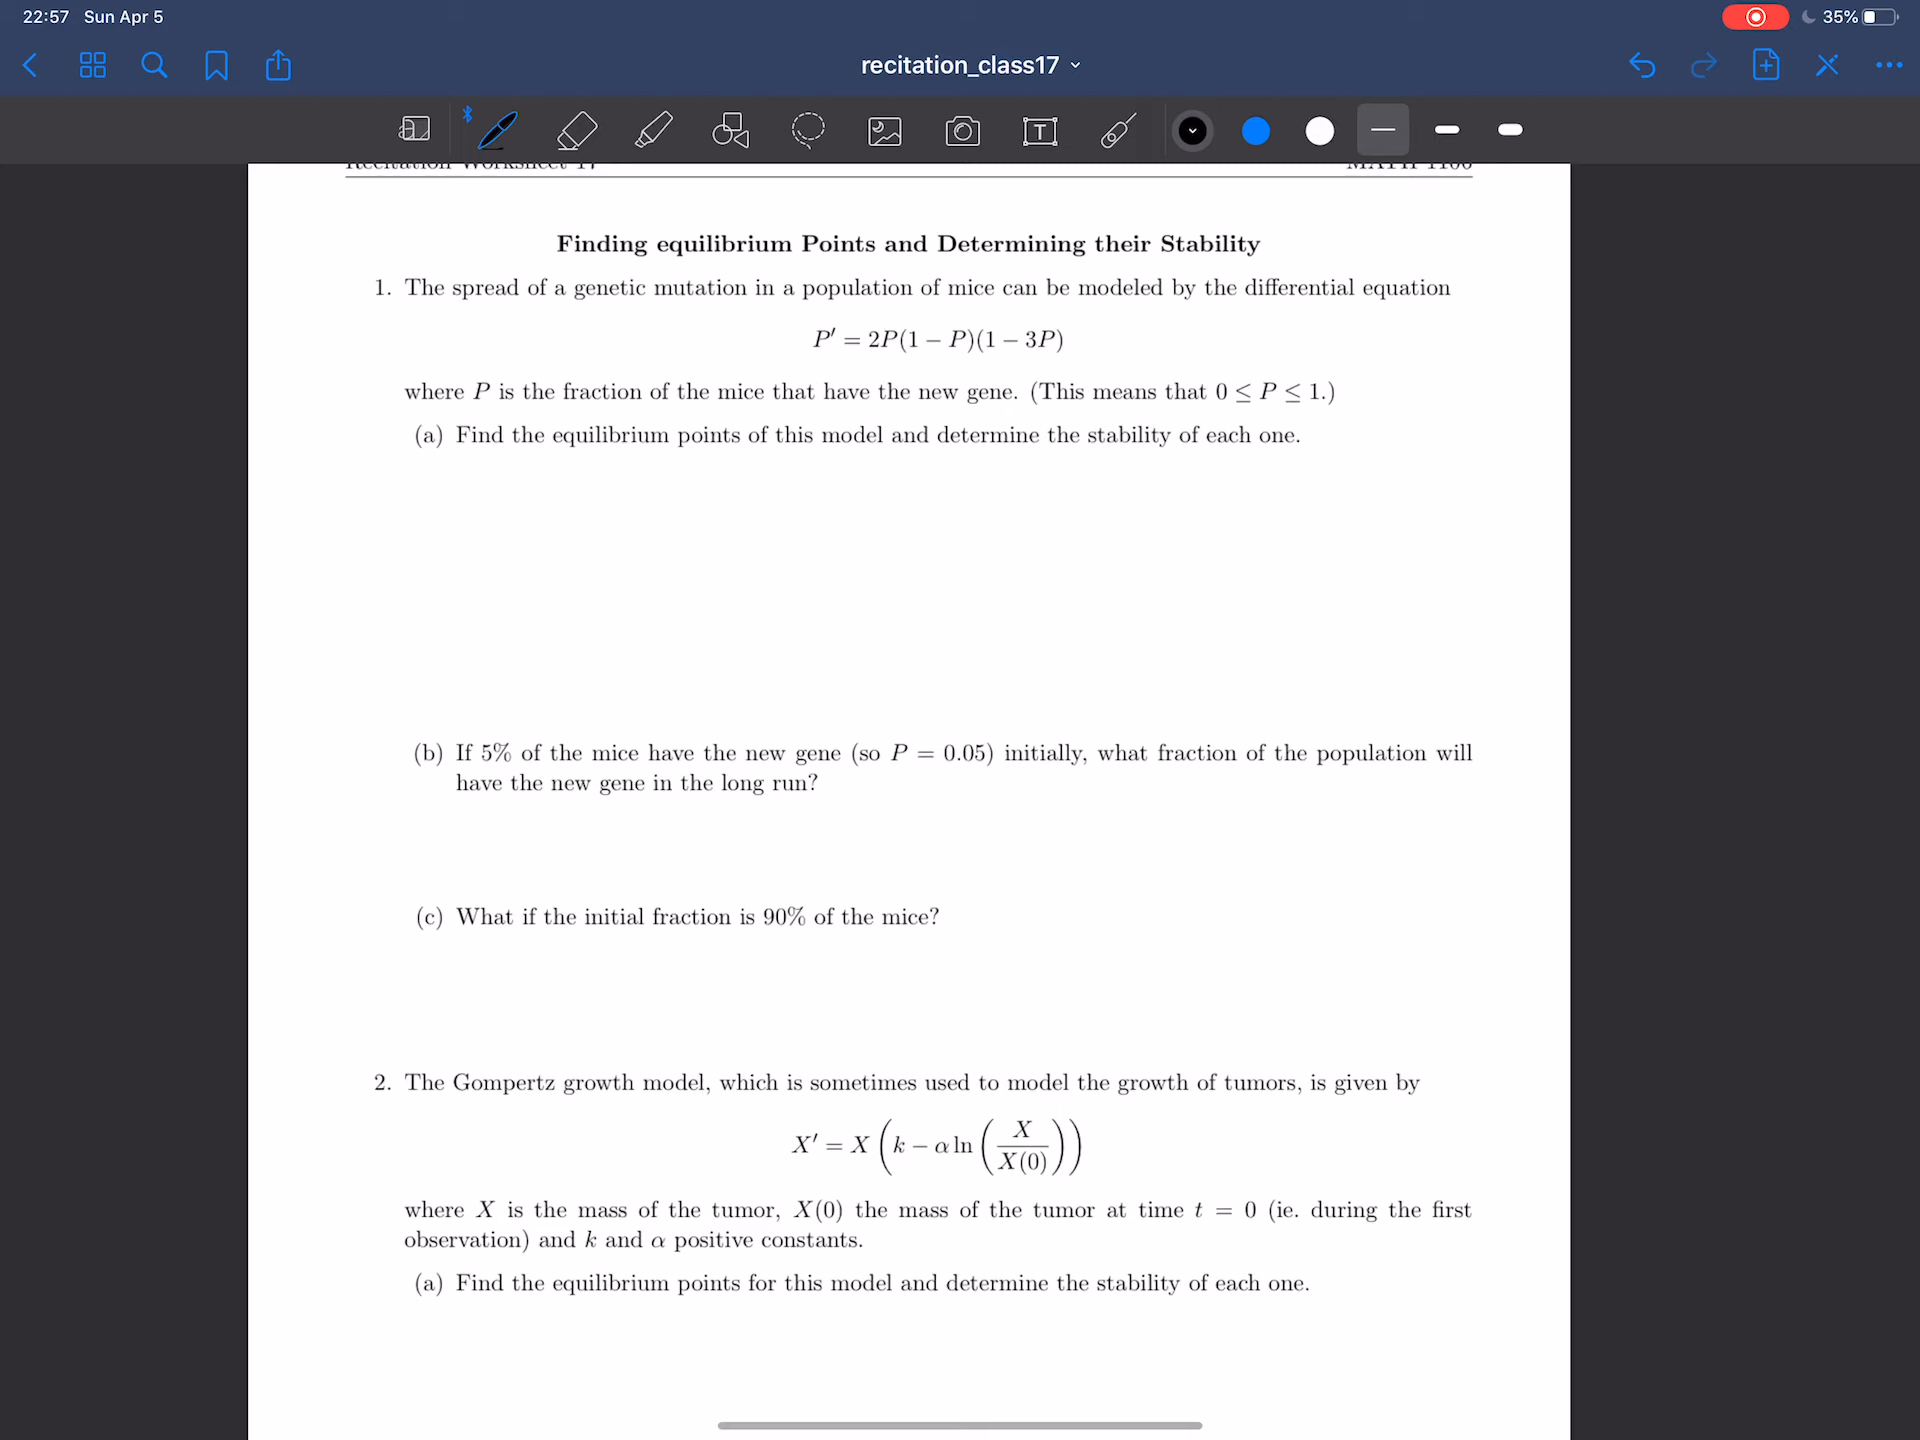 22:57 Sun Apr 5
35%
recitation_class17
Finding equilibrium Points and Determining their Stability
1. The spread of a genetic mutation in a population of mice can be modeled by the differential equation
P′ = 2P(1 − P)(1 − 3P)
where P is the fraction of the mice that have the new gene. (This means that 0 ≤ P ≤ 1.)
(a) Find the equilibrium points of this model and determine the stability of each one.
(b) If 5% of the mice have the new gene (so P = 0.05) initially, what fraction of the population will
have the new gene in the long run?
(c) What if the initial fraction is 90% of the mice?
2. The Gompertz growth model, which is sometimes used to model the growth of tumors, is given by
X′ = X (k − α ln (X / X(0)))
where X is the mass of the tumor, X(0) the mass of the tumor at time t = 0 (ie. during the first
observation) and k and α positive constants.
(a) Find the equilibrium points for this model and determine the stability of each one.